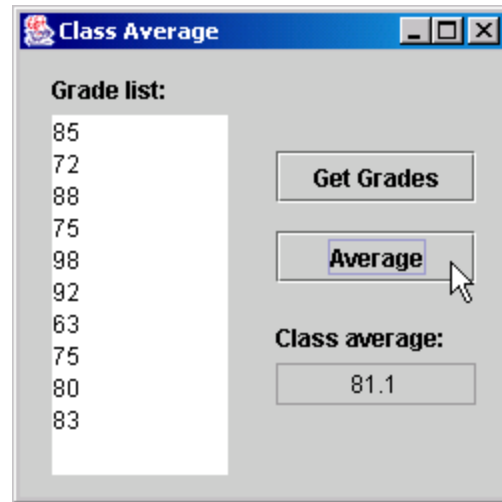 Class Average
Grade list:
85
72
88
75
98
92
63
75
80
83
Get Grades
Average
Class average:
81.1